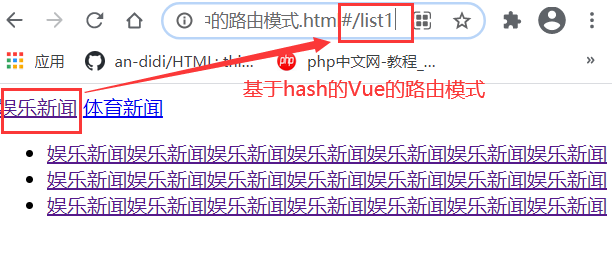 中的路由模式.html#/list1
应用 an-didi/HTML: thi... php中文网-教程_... »
基于hash的Vue的路由模式
娱乐新闻 体育新闻
娱乐新闻娱乐新闻娱乐新闻娱乐新闻娱乐新闻娱乐新闻娱乐新闻
娱乐新闻娱乐新闻娱乐新闻娱乐新闻娱乐新闻娱乐新闻娱乐新闻
娱乐新闻娱乐新闻娱乐新闻娱乐新闻娱乐新闻娱乐新闻娱乐新闻